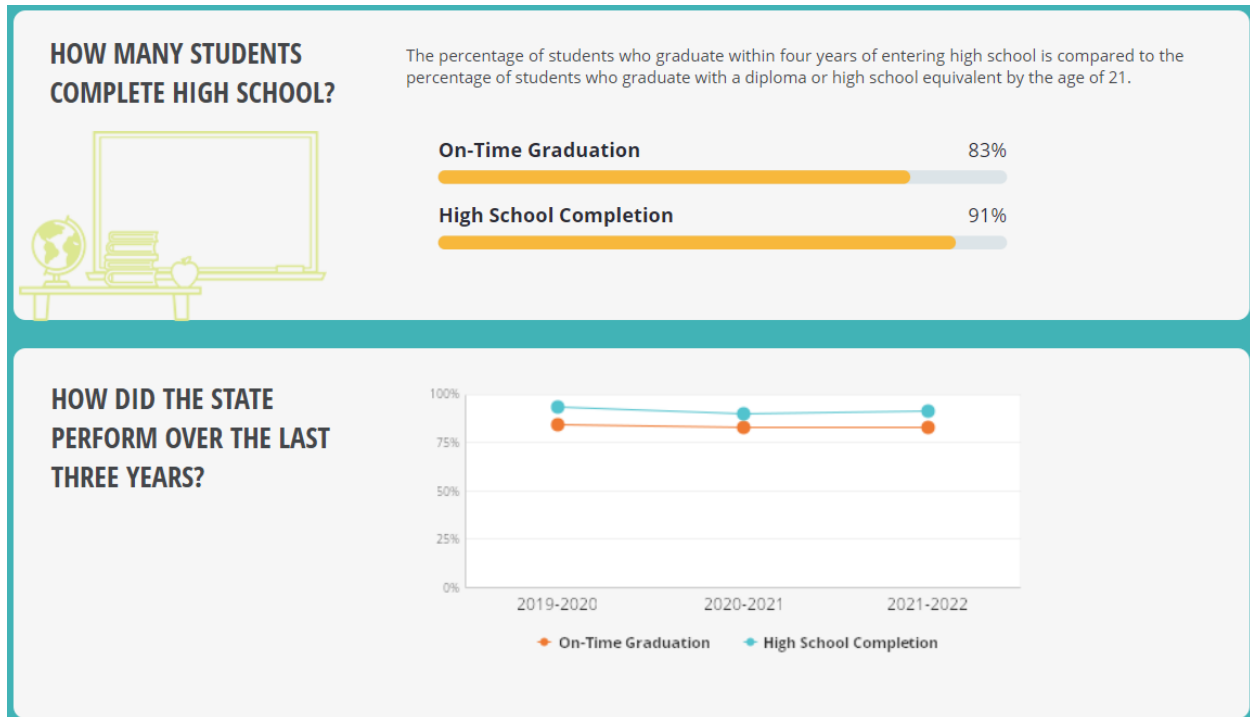 HOW MANY STUDENTS
COMPLETE HIGH SCHOOL?
The percentage of students who graduate within four years of entering high school is compared to the
percentage of students who graduate with a diploma or high school equivalent by the age of 21.
On-Time Graduation 83%
High School Completion 91%
HOW DID THE STATE
PERFORM OVER THE LAST
THREE YEARS?
100%
75%
50%
25%
0%
2019-2020 2020-2021 2021-2022
On-Time Graduation High School Completion